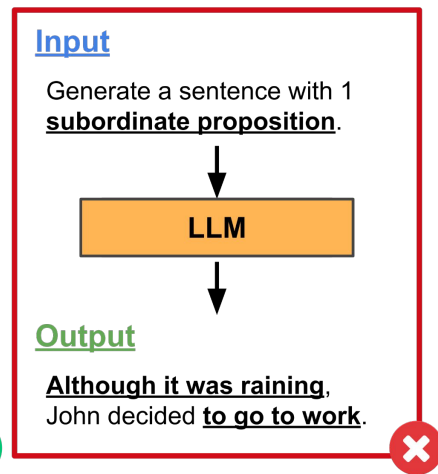 Input
Generate a sentence with 1
subordinate proposition.
LLM
Output
Although it was raining,
John decided to go to work.